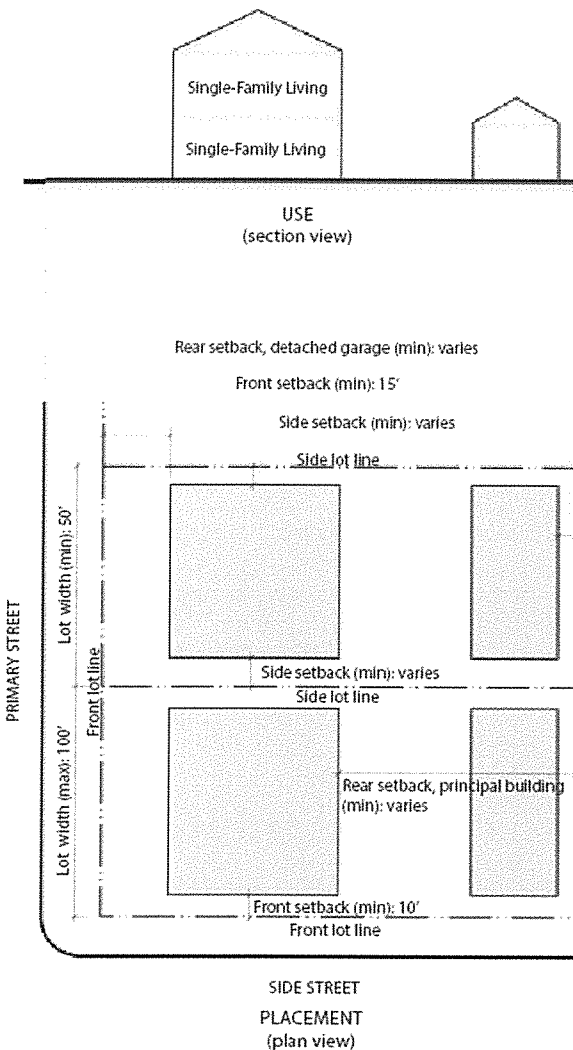 Single-Family Living
Single-Family Living
USE
(section view)
Rear setback, detached garage (min): varies
Front setback (min): 15'
Side setback (min): varies
Side lot line
Lot width (min): 50'
PRIMARY STREET
Front lot line
Side setback (min): varies
Side lot line
Lot width (max): 100'
Rear setback, principal building
(min): varies
Front setback (min): 10'
Front lot line
SIDE STREET
PLACEMENT
(plan view)